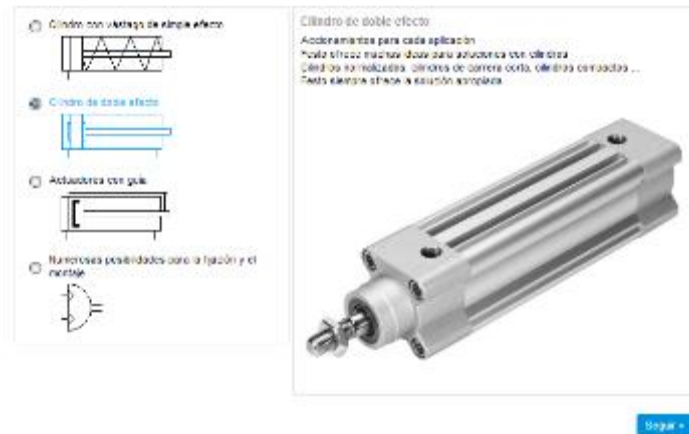 Cilindro con vástago de simple efecto
Cilindro de doble efecto
Actuadores con guía
Numerosas posibilidades para la fijación y el
montaje
Cilindro de doble efecto
Accionamientos para cada aplicación
Festo ofrece muchas ideas para soluciones con cilindros
Cilindros normalizados, cilindros de carrera corta, cilindros compactos ...
Festo siempre ofrece la solución apropiada
Seguir »